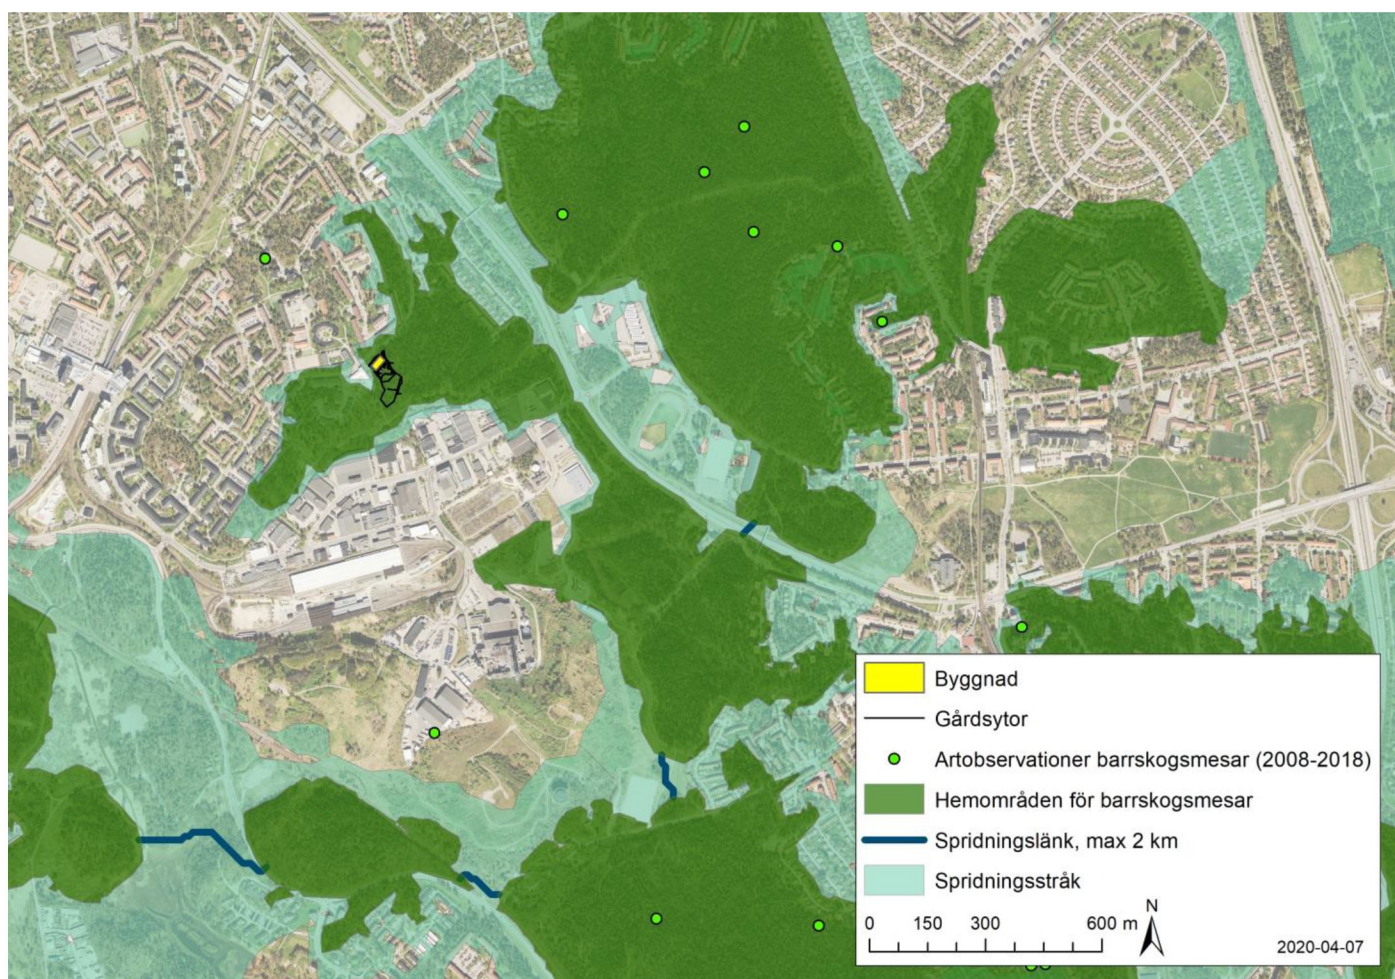 Byggnad
Gårdsytor
Artobservationer barrskogsmesar (2008-2018)
Hemområden för barrskogsmesar
Spridningslänk, max 2 km
Spridningsstråk
N
0 150 300 600 m
2020-04-07